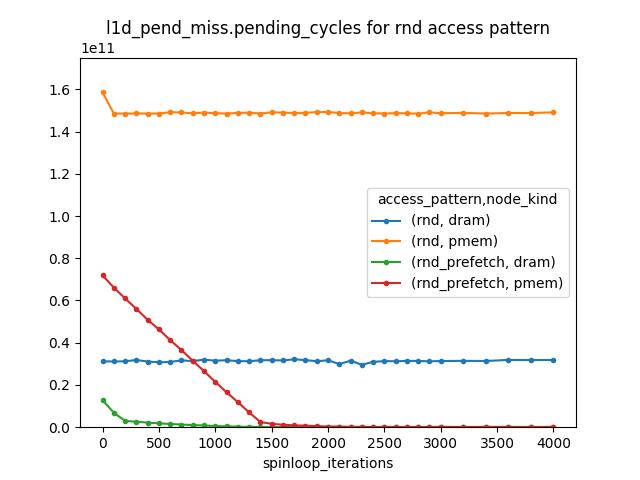 l1d_pend_miss.pending_cycles for rnd access pattern
1e11
1.6
1.4
1.2
1.0
0.8
0.6
0.4
0.2
0.0
access_pattern,node_kind
(rnd, dram)
(rnd, pmem)
(rnd_prefetch, dram)
(rnd_prefetch, pmem)
0 500 1000 1500 2000 2500 3000 3500 4000
spinloop_iterations